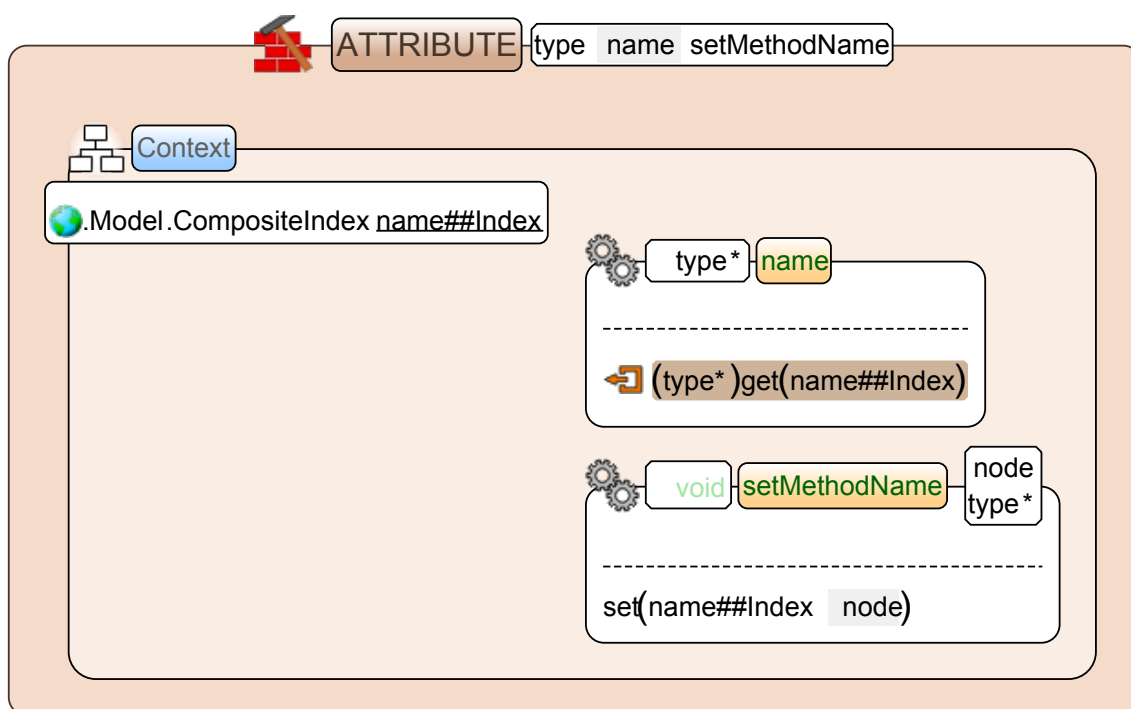 ATTRIBUTE type name setMethodName
Context
.Model.CompositeIndex name##Index
type* name
(type*)get(name##Index)
void setMethodName node
type*
set(name##Index node)